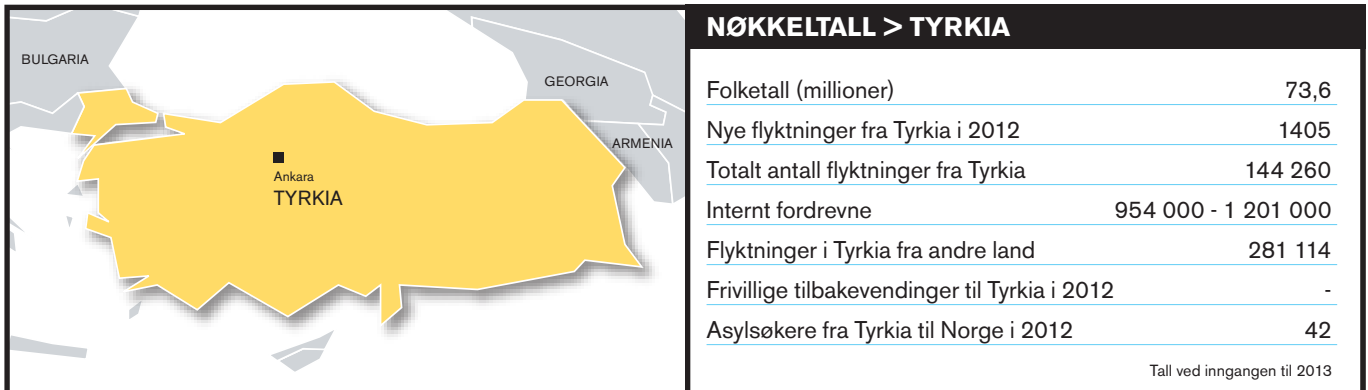 BULGARIA
GEORGIA
ARMENIA
Ankara
TYRKIA
NØKKELTALL > TYRKIA
Folketall (millioner) 73,6
Nye flyktninger fra Tyrkia i 2012 1405
Totalt antall flyktninger fra Tyrkia 144 260
Internt fordrevne 954 000 - 1 201 000
Flyktninger i Tyrkia fra andre land 281 114
Frivillige tilbakevendinger til Tyrkia i 2012 -
Asylsøkere fra Tyrkia til Norge i 2012 42
Tall ved inngangen til 2013